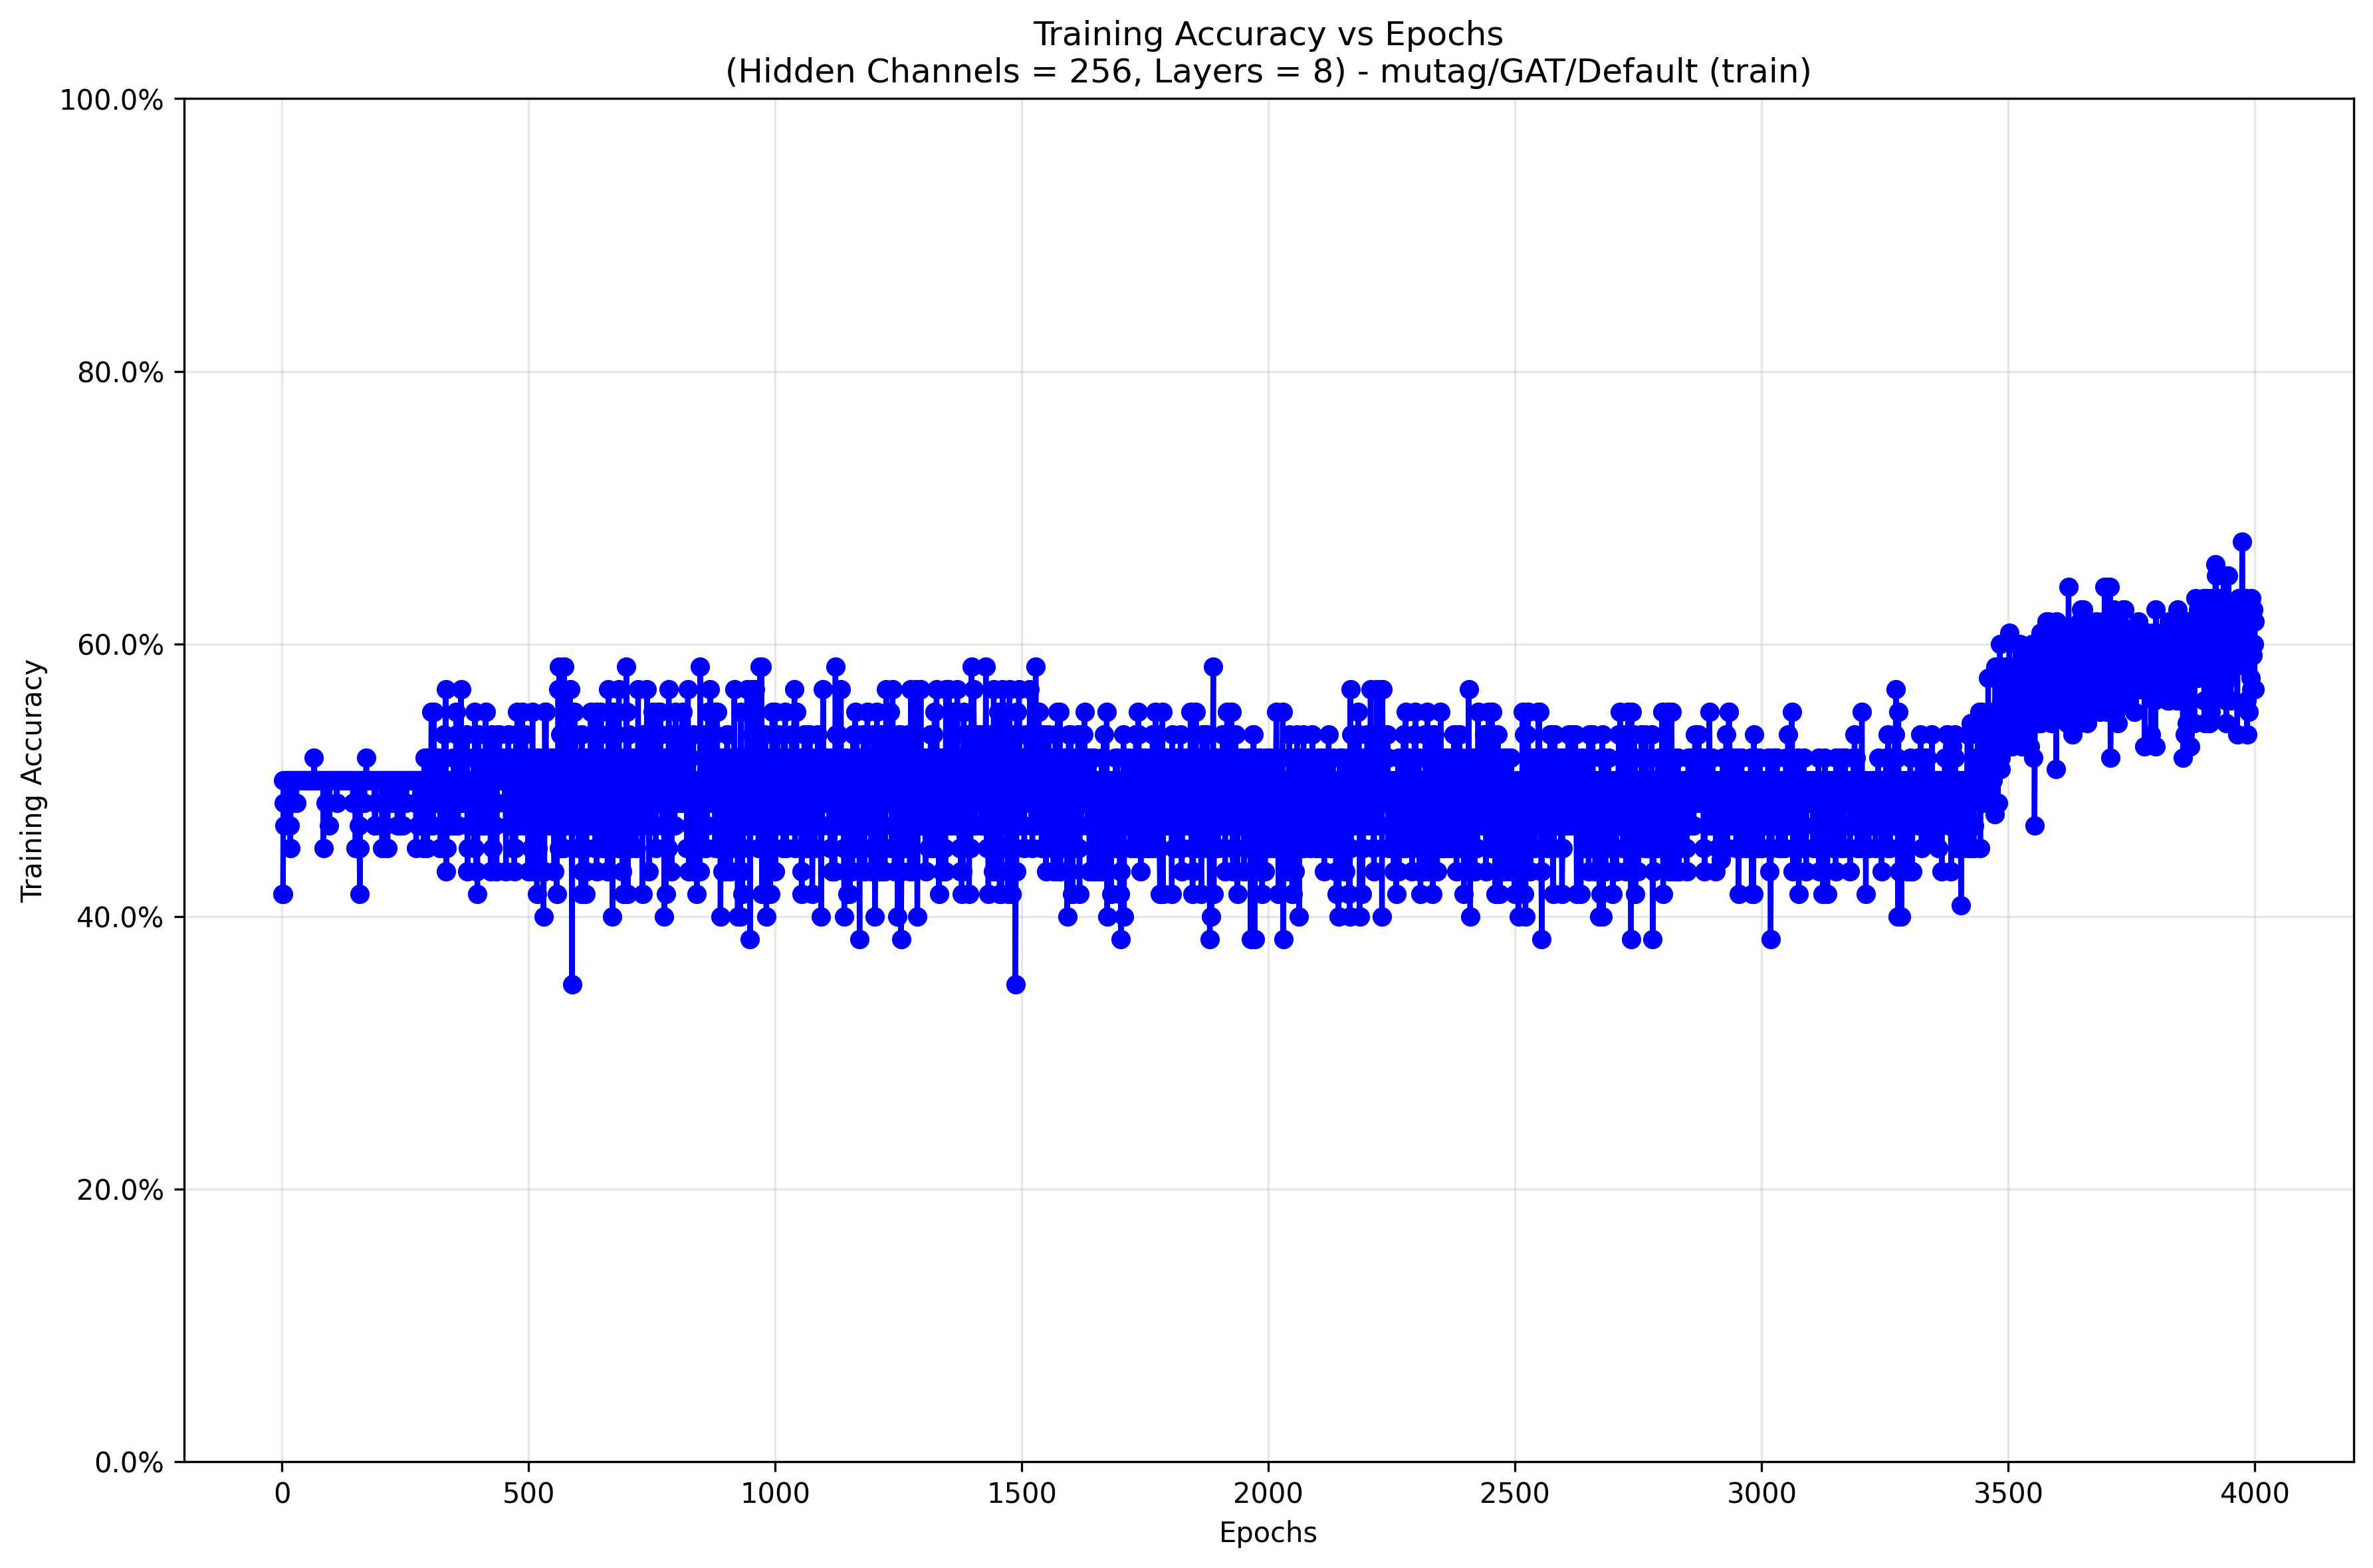 Training Accuracy vs Epochs
(Hidden Channels = 256, Layers = 8) - mutag/GAT/Default (train)
100.0%
80.0%
60.0%
40.0%
20.0%
0.0%
Training Accuracy
0 500 1000 1500 2000 2500 3000 3500 4000
Epochs